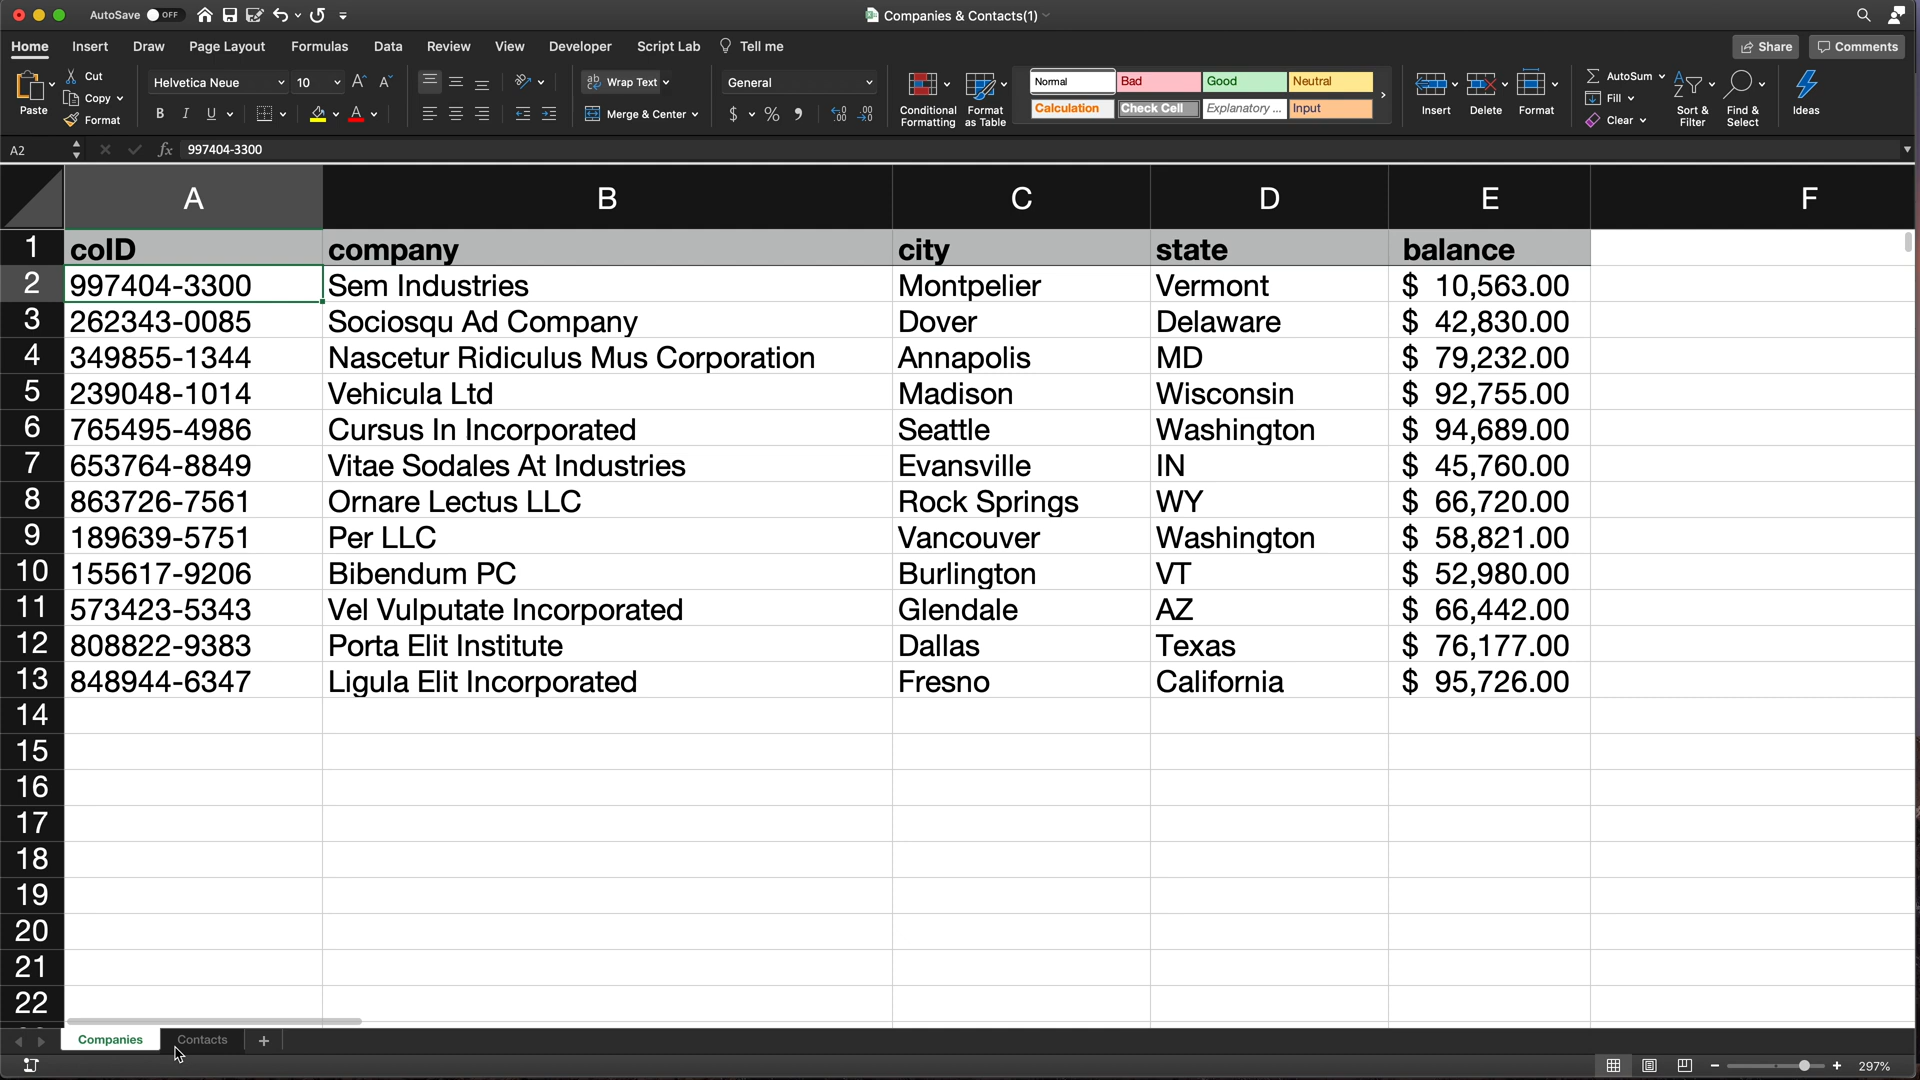 AutoSave OFF Companies & Contacts(1)
Home Insert Draw Page Layout Formulas Data Review View Developer Script Lab Tell me Share Comments
Paste Cut Copy Format
Helvetica Neue 10
B I U A
ab Wrap Text
Merge & Center
General
$ %
Conditional Formatting
Format as Table
Normal Bad Good Neutral
Calculation Check Cell Explanatory ... Input
Insert Delete Format
AutoSum
Fill
Clear
Sort & Filter
Find & Select
Ideas
A2 fx 997404-3300
A B C D E F
1 coID company city state balance
2 997404-3300 Sem Industries Montpelier Vermont $ 10,563.00
3 262343-0085 Sociosqu Ad Company Dover Delaware $ 42,830.00
4 349855-1344 Nascetur Ridiculus Mus Corporation Annapolis MD $ 79,232.00
5 239048-1014 Vehicula Ltd Madison Wisconsin $ 92,755.00
6 765495-4986 Cursus In Incorporated Seattle Washington $ 94,689.00
7 653764-8849 Vitae Sodales At Industries Evansville IN $ 45,760.00
8 863726-7561 Ornare Lectus LLC Rock Springs WY $ 66,720.00
9 189639-5751 Per LLC Vancouver Washington $ 58,821.00
10 155617-9206 Bibendum PC Burlington VT $ 52,980.00
11 573423-5343 Vel Vulputate Incorporated Glendale AZ $ 66,442.00
12 808822-9383 Porta Elit Institute Dallas Texas $ 76,177.00
13 848944-6347 Ligula Elit Incorporated Fresno California $ 95,726.00
14
15
16
17
18
19
20
21
22
Companies Contacts +
297%